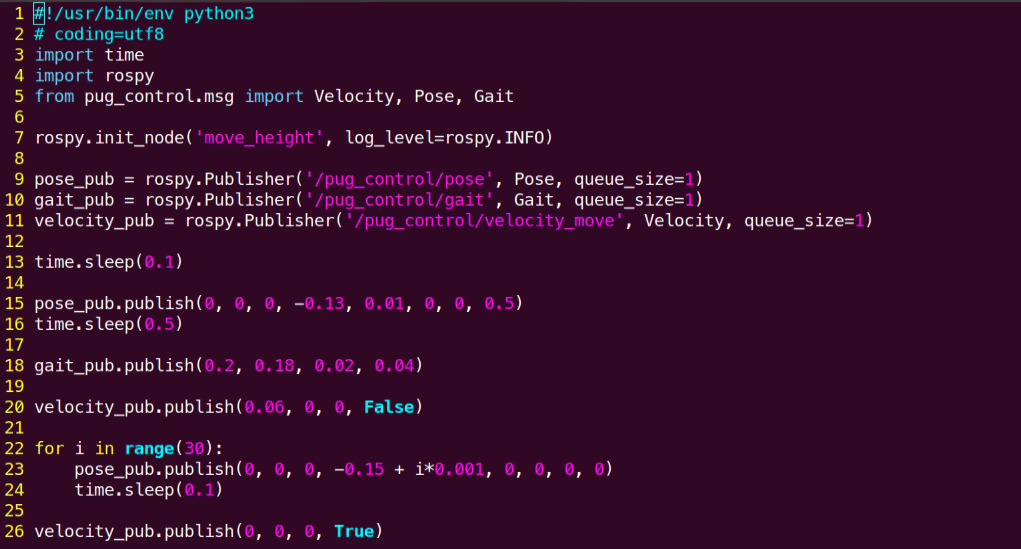 1 #!/usr/bin/env python3
2 # coding=utf8
3 import time
4 import rospy
5 from pug_control.msg import Velocity, Pose, Gait
6
7 rospy.init_node('move_height', log_level=rospy.INFO)
8
9 pose_pub = rospy.Publisher('/pug_control/pose', Pose, queue_size=1)
10 gait_pub = rospy.Publisher('/pug_control/gait', Gait, queue_size=1)
11 velocity_pub = rospy.Publisher('/pug_control/velocity_move', Velocity, queue_size=1)
12
13 time.sleep(0.1)
14
15 pose_pub.publish(0, 0, 0, -0.13, 0.01, 0, 0, 0.5)
16 time.sleep(0.5)
17
18 gait_pub.publish(0.2, 0.18, 0.02, 0.04)
19
20 velocity_pub.publish(0.06, 0, 0, False)
21
22 for i in range(30):
23     pose_pub.publish(0, 0, 0, -0.15 + i*0.001, 0, 0, 0, 0)
24     time.sleep(0.1)
25
26 velocity_pub.publish(0, 0, 0, True)